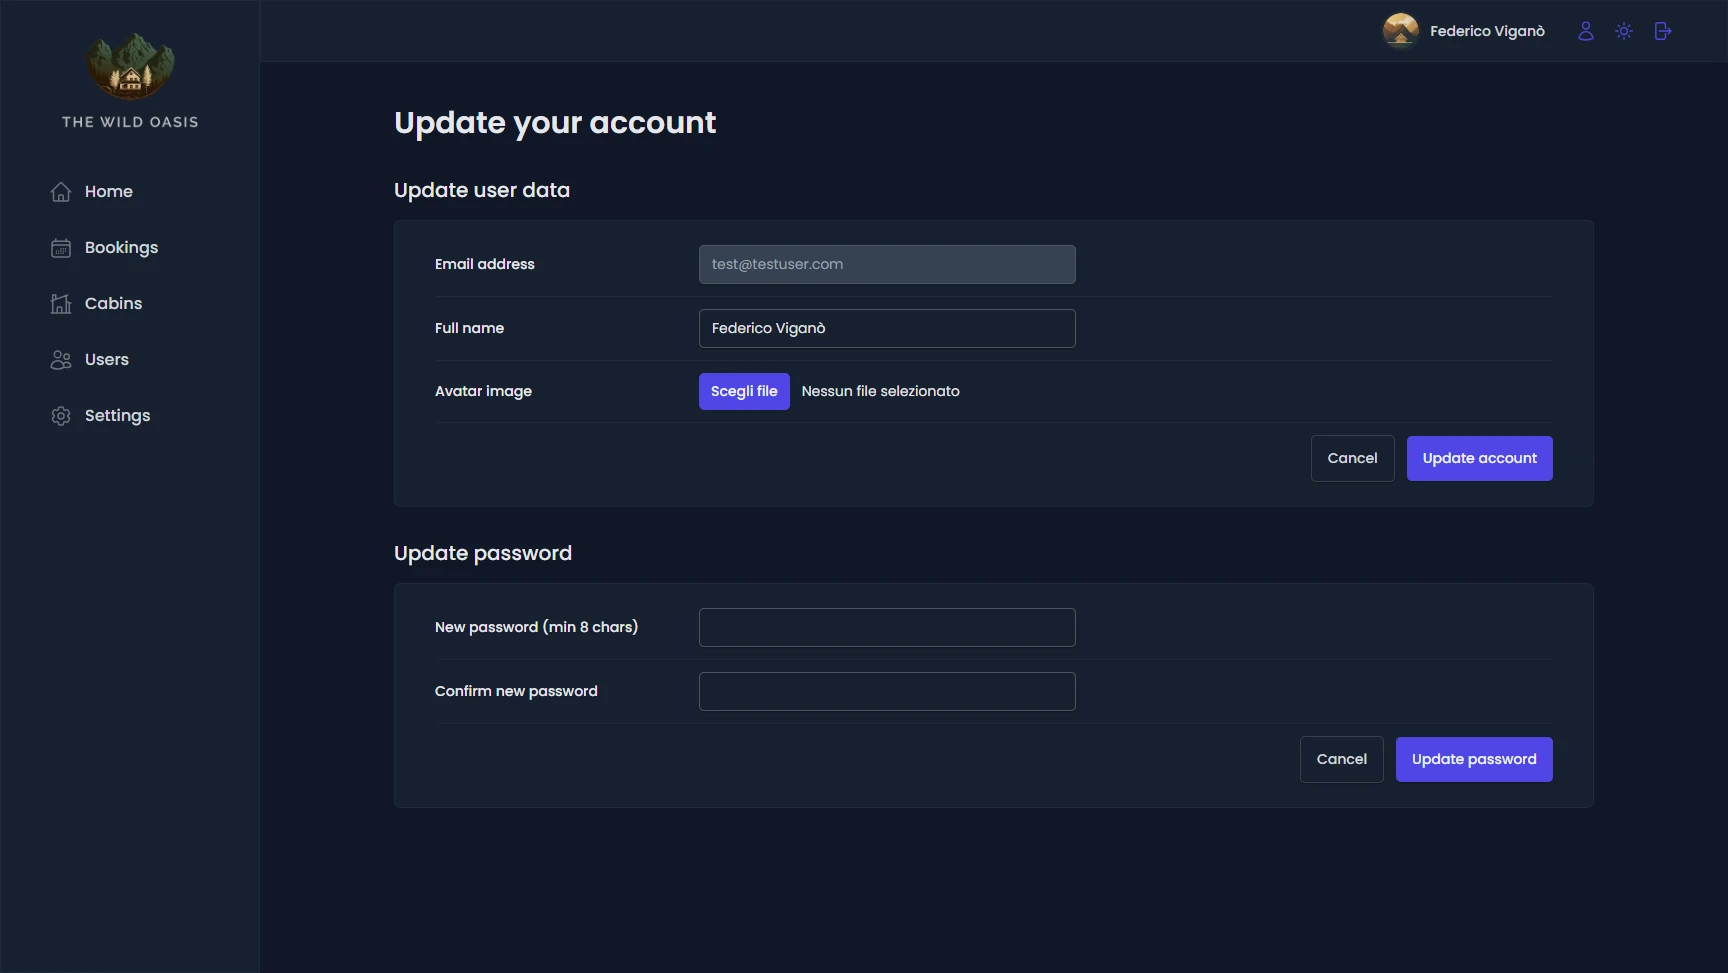 THE WILD OASIS
Home
Bookings
Cabins
Users
Settings
Federico Viganò
Update your account
Update user data
Email address
test@testuser.com
Full name
Federico Viganò
Avatar image
Scegli file Nessun file selezionato
Cancel
Update account
Update password
New password (min 8 chars)
Confirm new password
Cancel
Update password